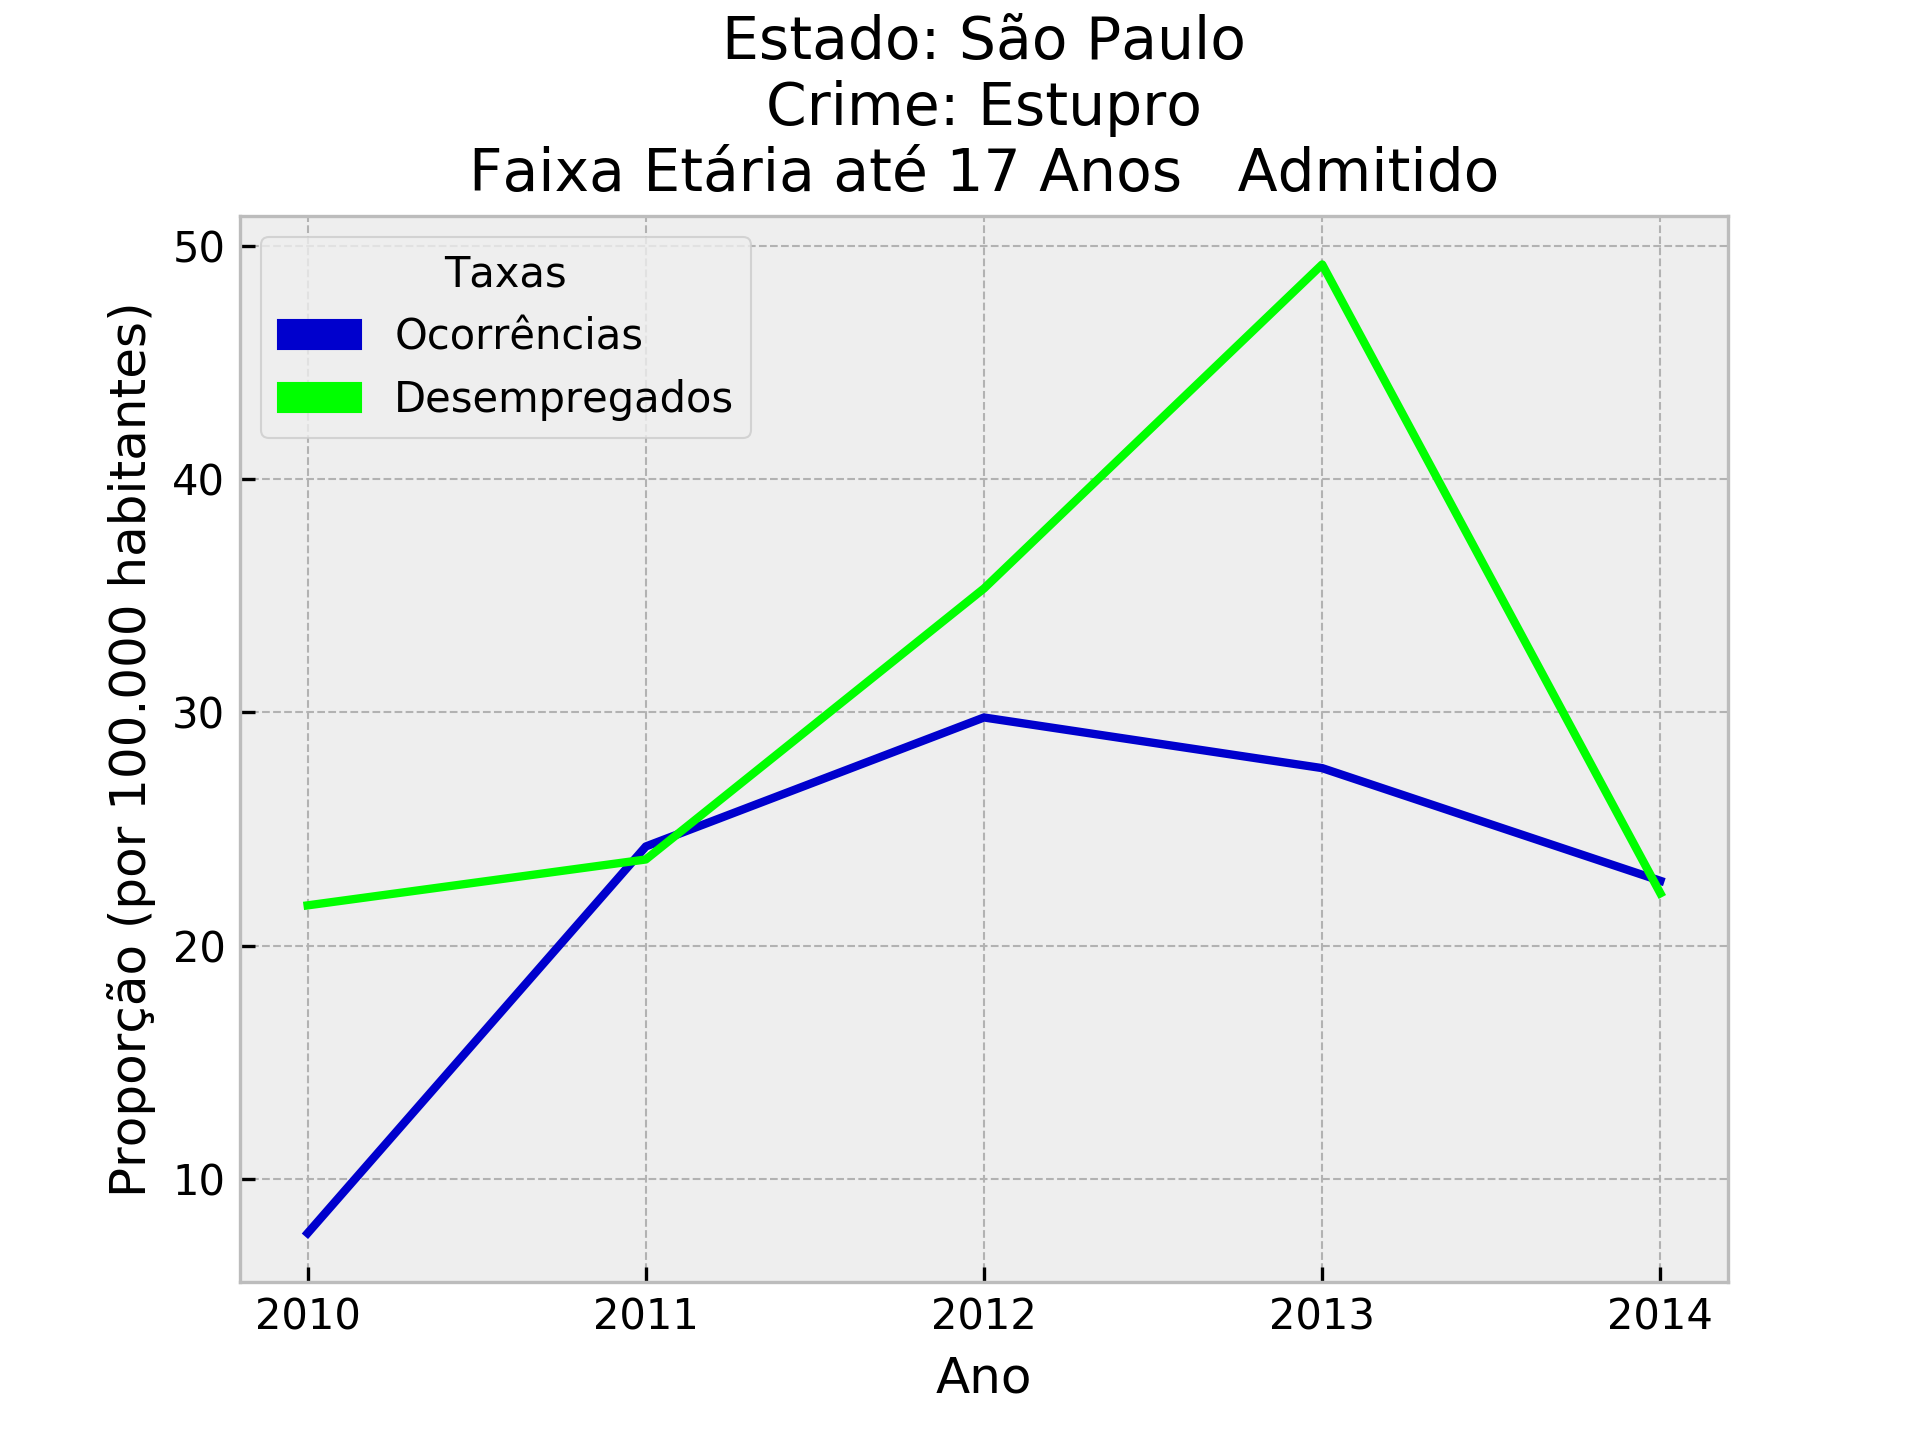 Estado: São Paulo
Crime: Estupro
Faixa Etária até 17 Anos   Admitido
Taxas
Ocorrências
Desempregados
Proporção (por 100.000 habitantes)
50
40
30
20
10
2010 2011 2012 2013 2014
Ano